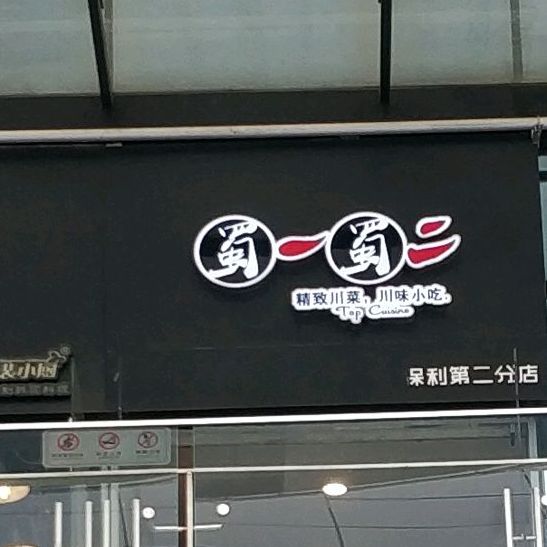 蜀一蜀二
精致川菜，川味小吃.
Top Cuisine
保利第二分店